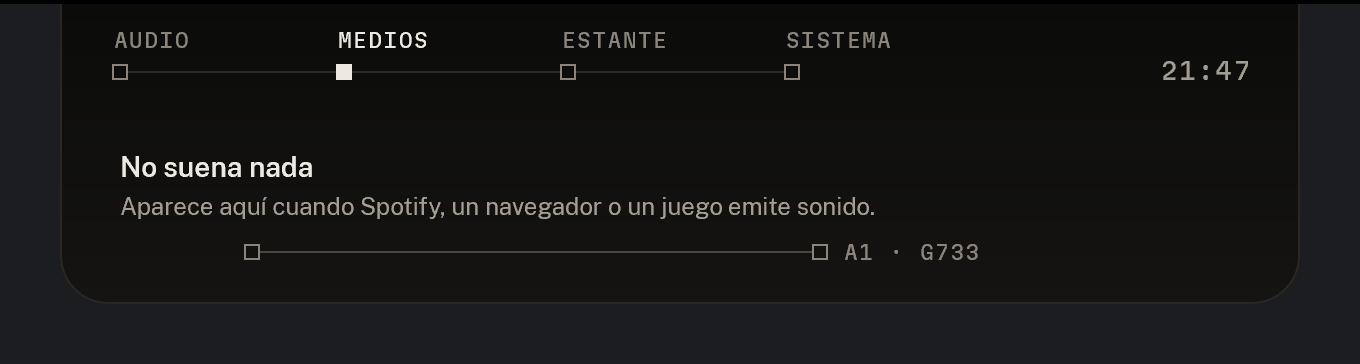 AUDIO MEDIOS ESTANTE SISTEMA
21:47
No suena nada
Aparece aquí cuando Spotify, un navegador o un juego emite sonido.
A1 · G733